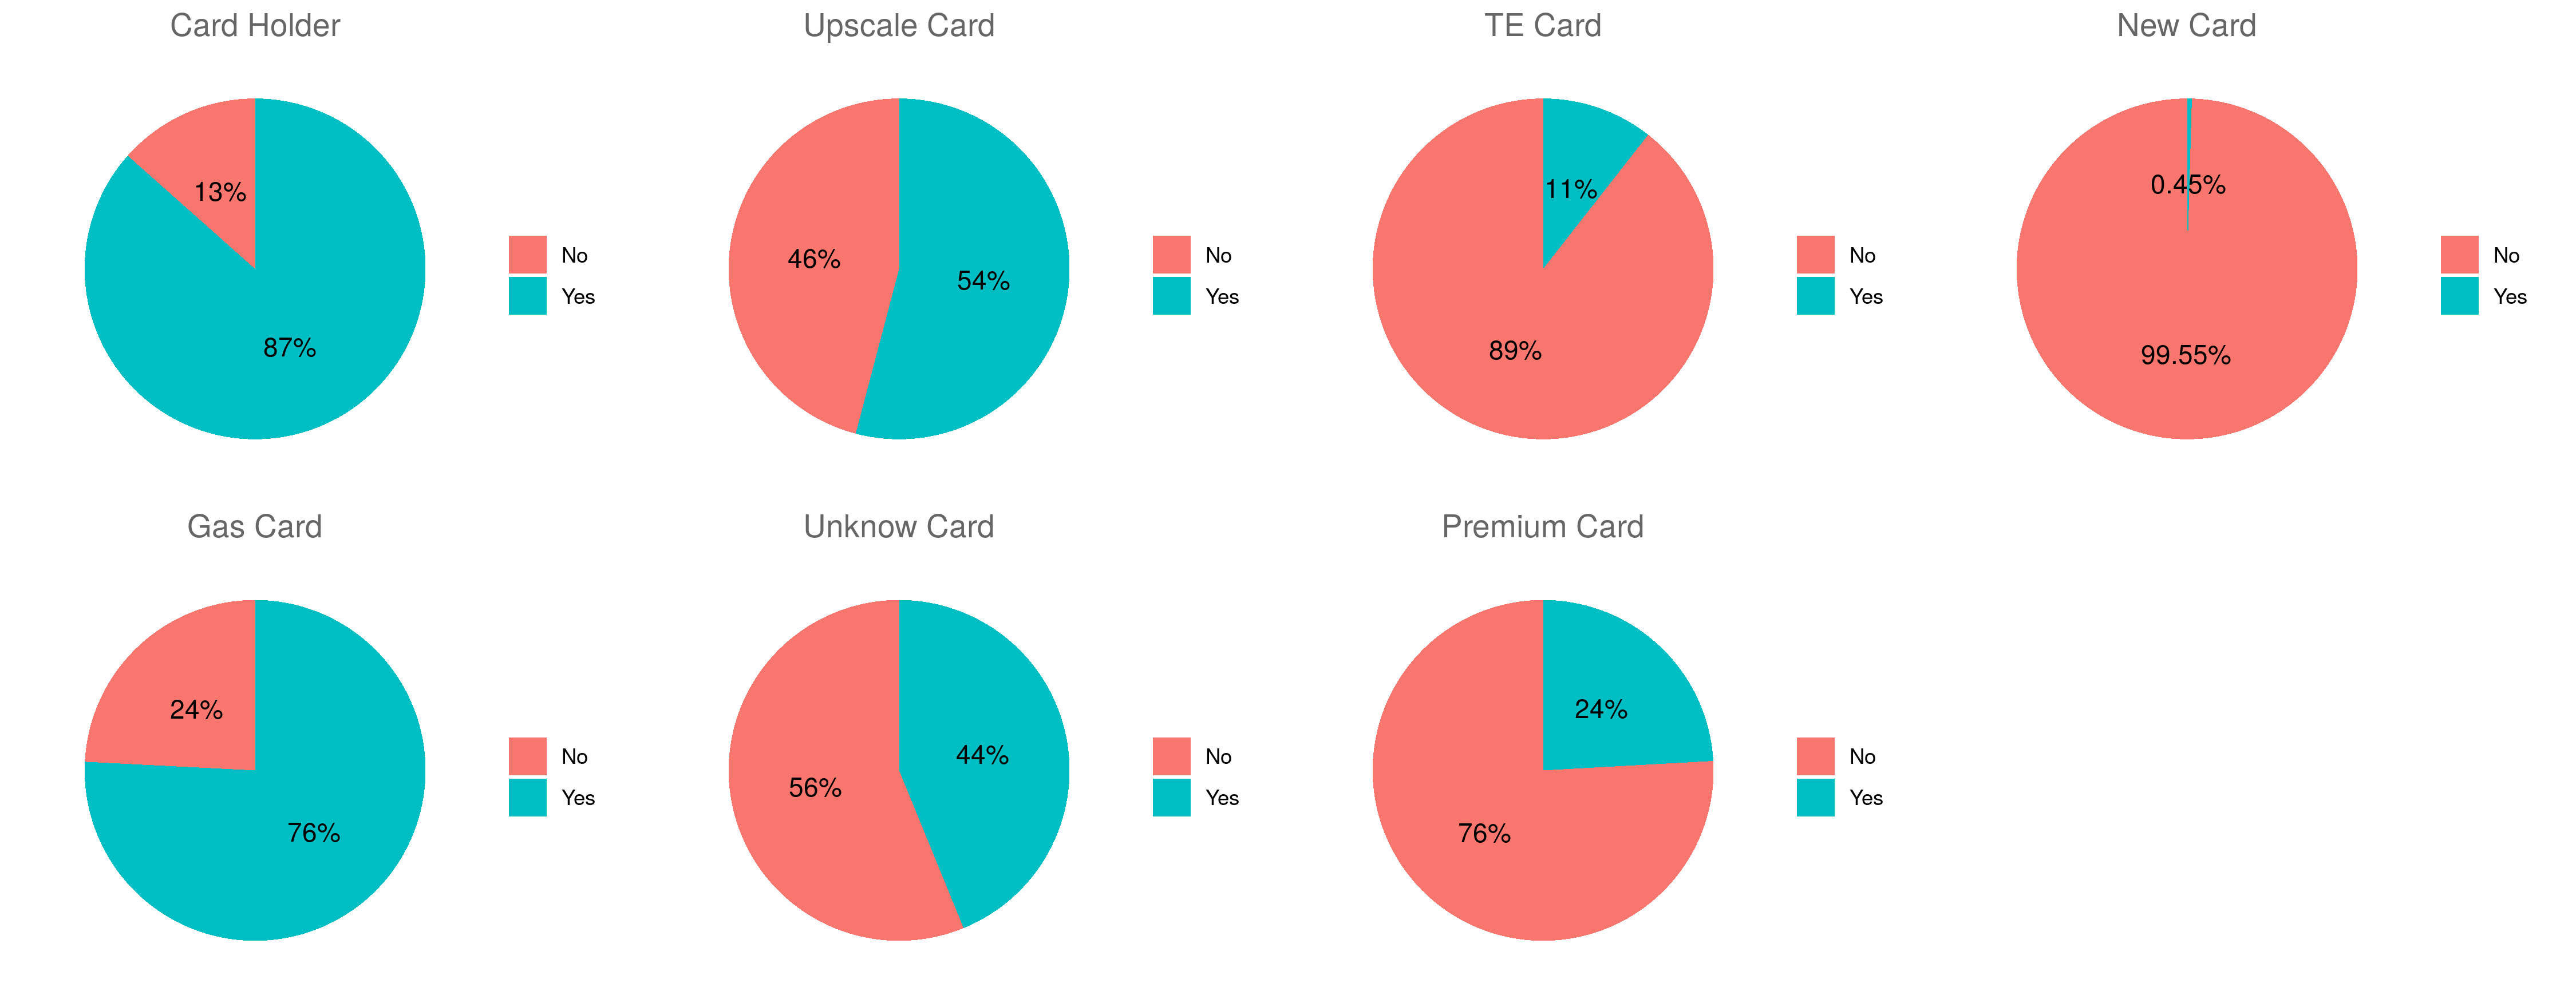 Card Holder
13%
87%
No
Yes
Upscale Card
46%
54%
No
Yes
TE Card
11%
89%
No
Yes
New Card
0.45%
99.55%
No
Yes
Gas Card
24%
76%
No
Yes
Unknow Card
44%
56%
No
Yes
Premium Card
24%
76%
No
Yes